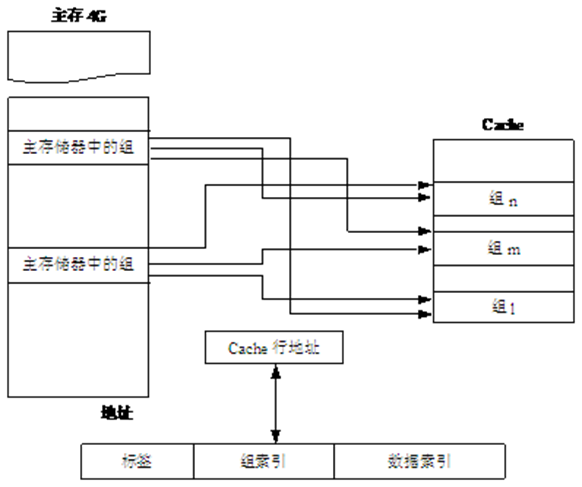 主存 4G
Cache
主存储器中的组
组 n
组 m
主存储器中的组
组 l
Cache 行地址
地址
标签
组索引
数据索引